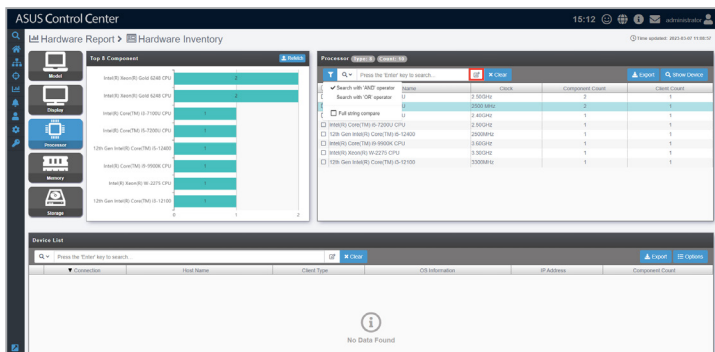 ASUS Control Center
15:12
administrator
Hardware Report > Hardware Inventory
Time updated: 2023-03-07 11:08:12
Model
Display
Processor
Memory
Storage
Top 8 Component
Refresh
Intel(R) Xeon(R) Gold 6246 CPU 2
Intel(R) Xeon(R) Gold 6248 CPU 2
Intel(R) Core(TM) i3-7100U CPU 1
Intel(R) Core(TM) i5-7200U CPU 1
12th Gen Intel(R) Core(TM) i5-12400 1
Intel(R) Core(TM) i9-9900K CPU 1
Intel(R) Xeon(R) W-2275 CPU 1
12th Gen Intel(R) Core(TM) i3-12100 1
0 1 2
Processor Type: 8 Count: 10
Press the 'Enter' key to search...
Clear
Export
Show Device
Search with 'AND' operator
Search with 'OR' operator
Full string compare
Name Clock Component Count Client Count
U 2.50GHz 2 1
U 2500 MHz 2 1
U 2.40GHz 1 1
Intel(R) Core(TM) i5-7200U CPU 2.50GHz 1 1
12th Gen Intel(R) Core(TM) i5-12400 2500MHz 1 1
Intel(R) Core(TM) i9-9900K CPU 3.60GHz 1 1
Intel(R) Xeon(R) W-2275 CPU 3.30GHz 1 1
12th Gen Intel(R) Core(TM) i3-12100 3300MHz 1 1
Device List
Press the 'Enter' key to search...
Clear
Export
Options
Connection Host Name Client Type OS Information IP Address Component Count
No Data Found